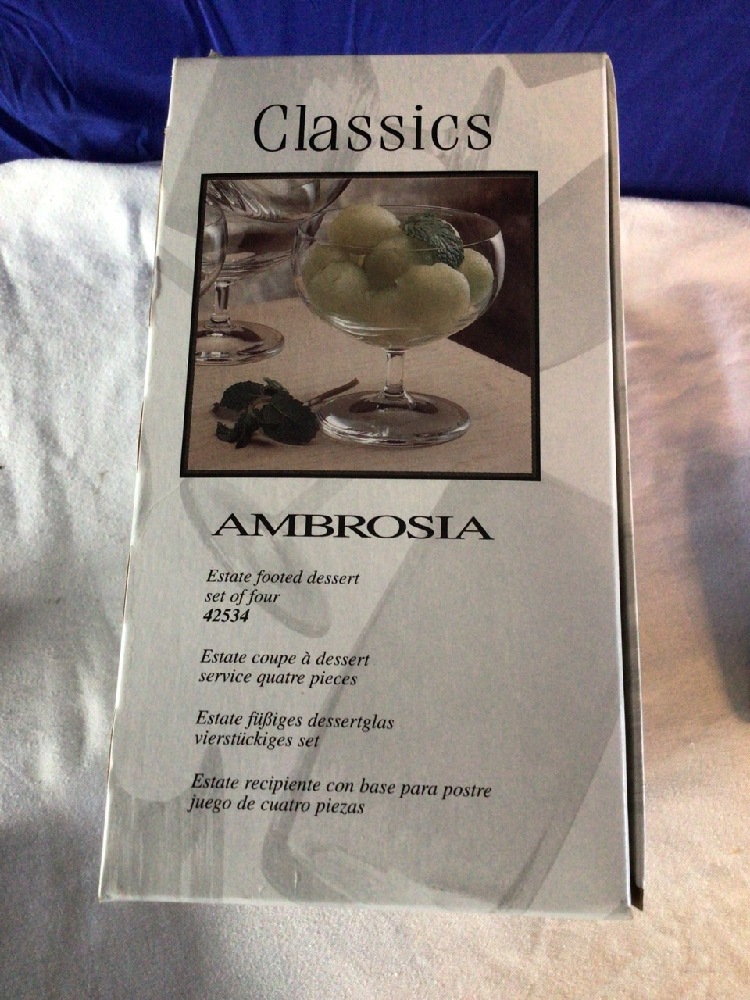 Classics
AMBROSIA
Estate footed dessert
set of four
42534
Estate coupe à dessert
service quatre pieces
Estate füßiges dessertglas
vierstückiges set
Estate recipiente con base para postre
juego de cuatro piezas